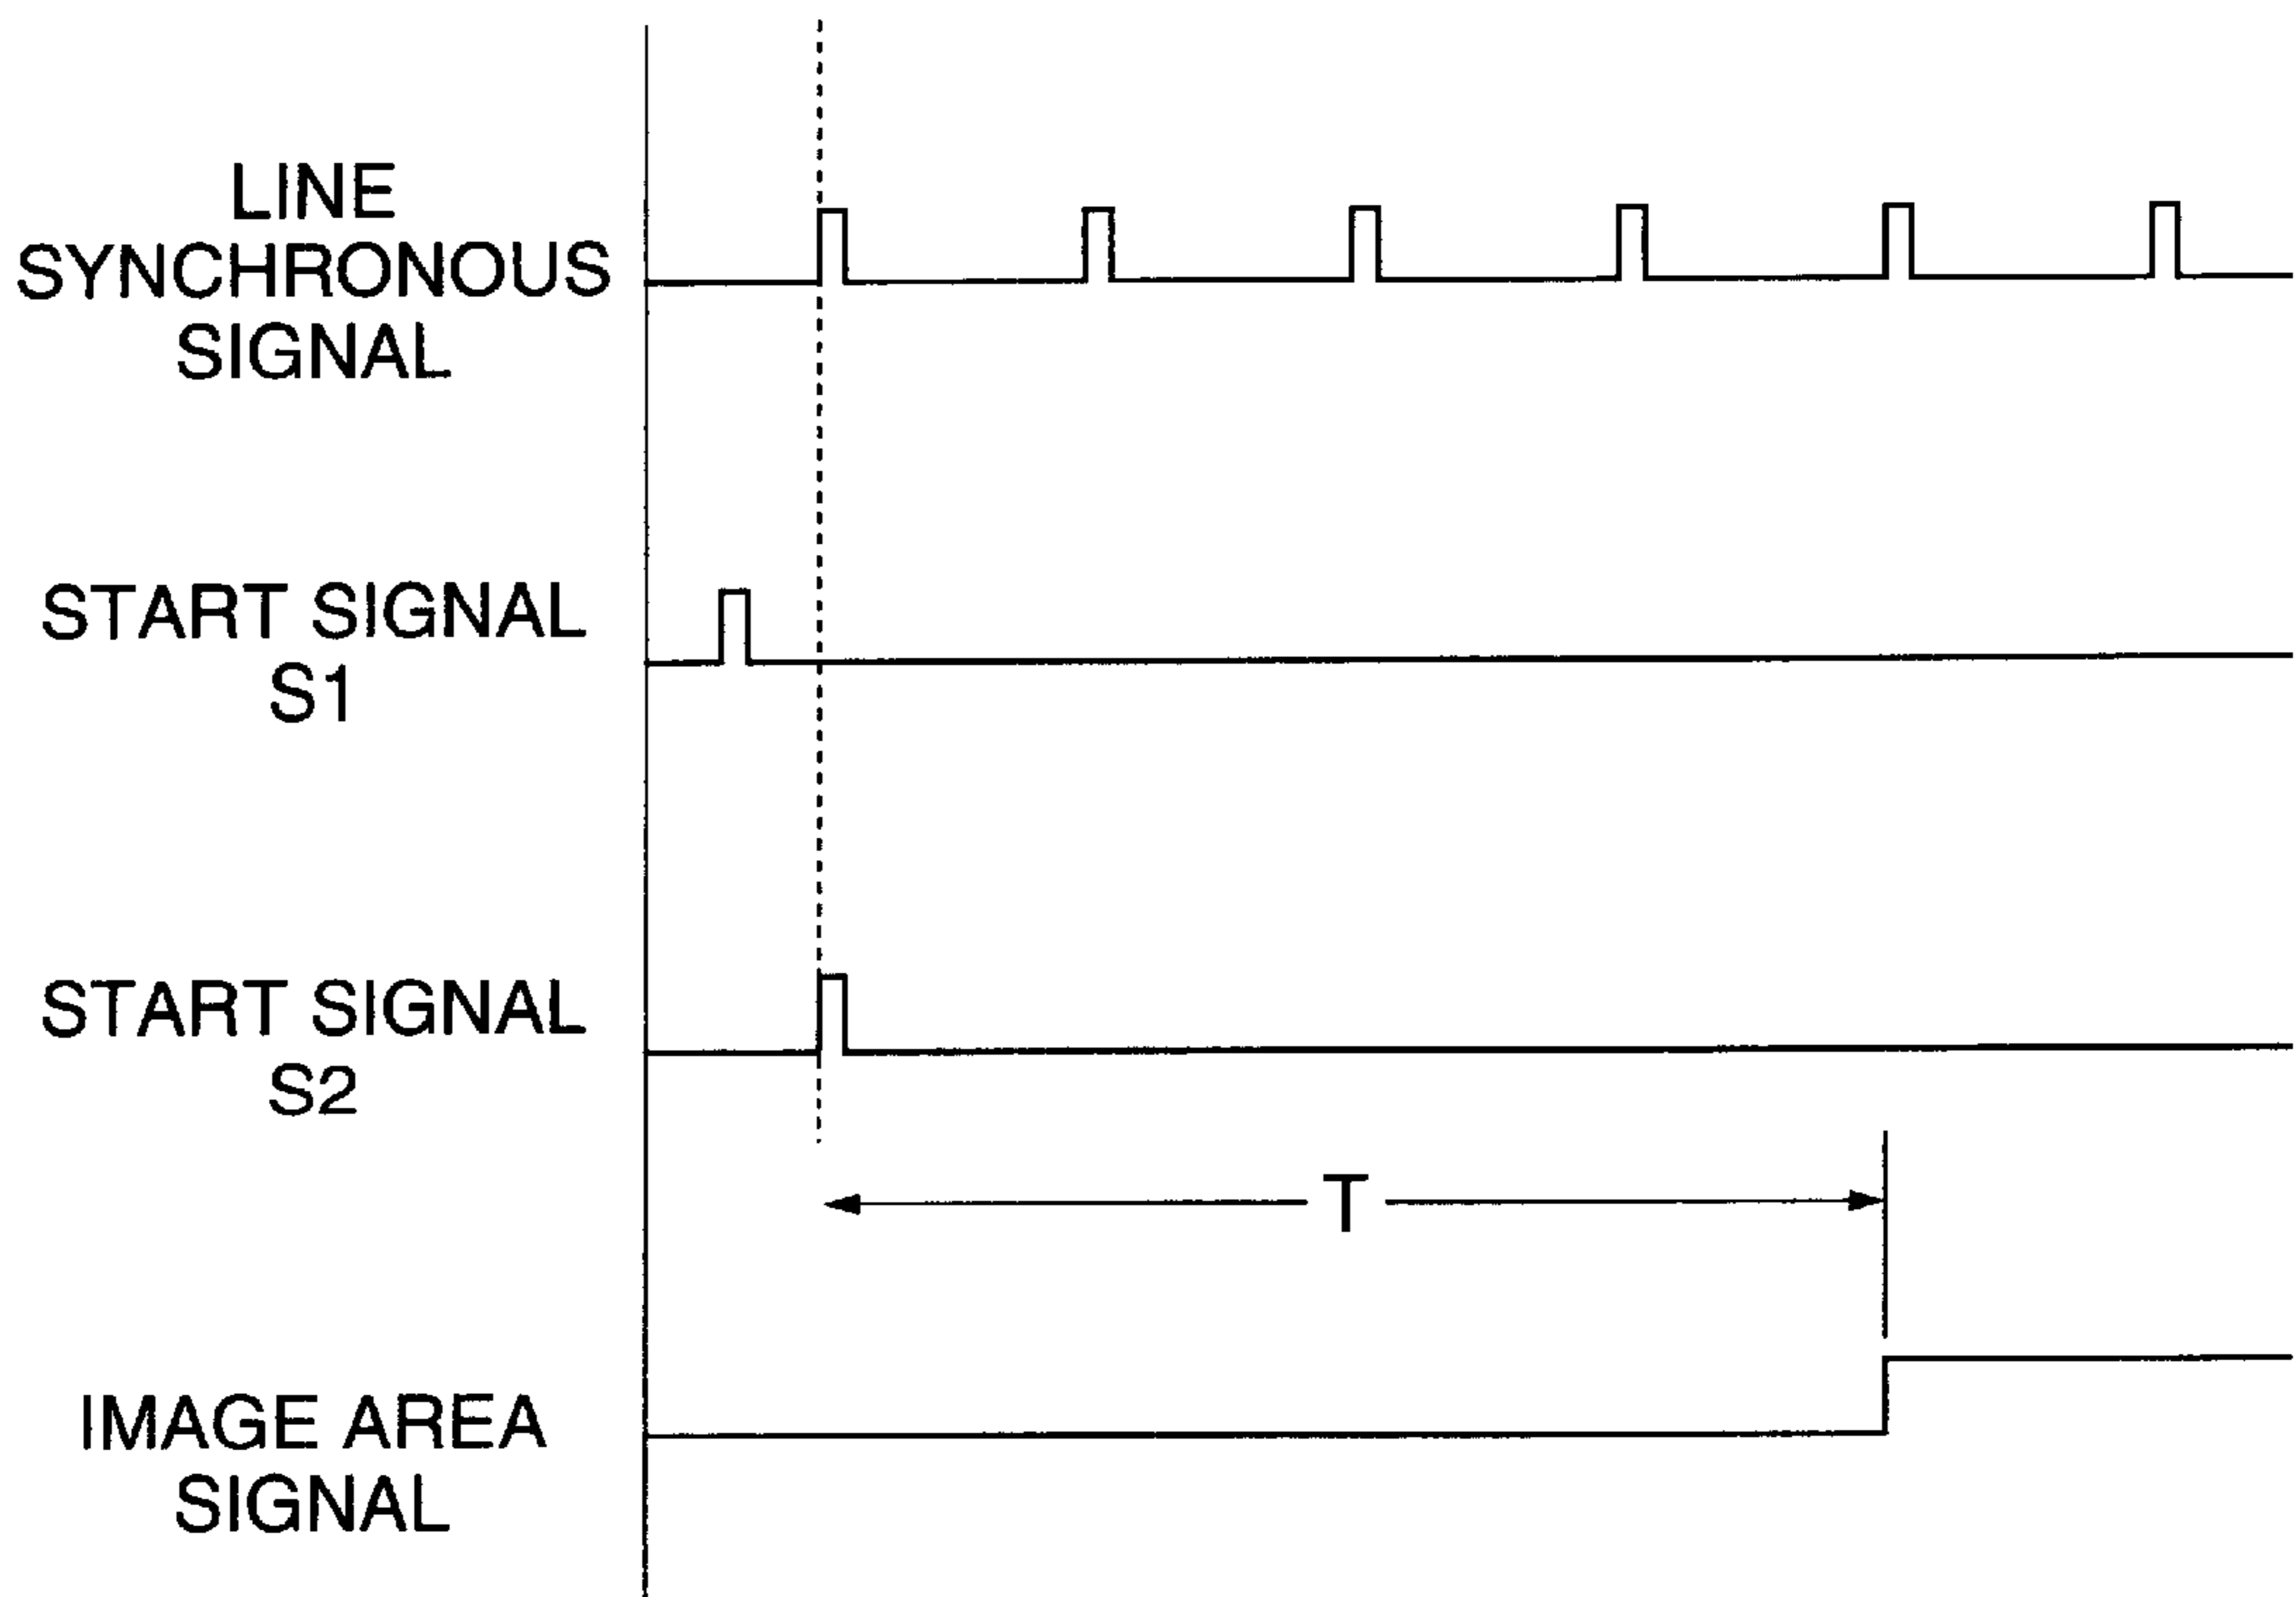 LINE
SYNCHRONOUS
SIGNAL
START SIGNAL
S1
START SIGNAL
S2
T
IMAGE AREA
SIGNAL